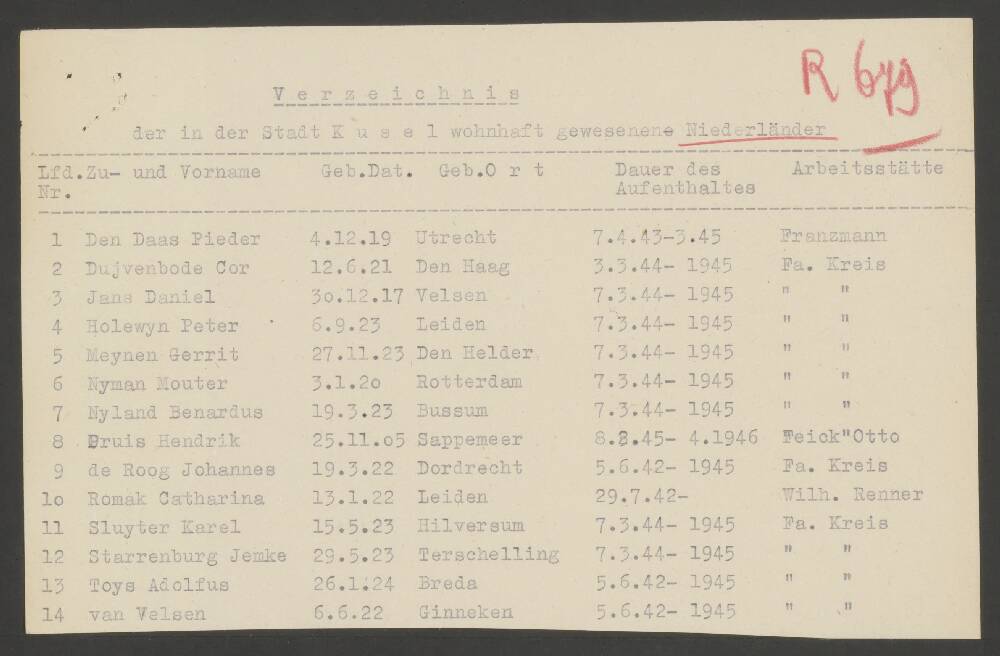 R 679
Verzeichnis
der in der Stadt K u s e l wohnhaft gewesenene Niederländer
Lfd. Zu- und Vorname Geb.Dat. Geb.O r t Dauer des Arbeitsstätte
Nr. Aufenthaltes
1 Den Daas Pieder 4.12.19 Utrecht 7.4.43-3.45 Franzmann
2 Dujvenbode Cor 12.6.21 Den Haag 3.3.44- 1945 Fa. Kreis
3 Jans Daniel 3o.12.17 Velsen 7.3.44- 1945 " "
4 Holewyn Peter 6.9.23 Leiden 7.3.44- 1945 " "
5 Meynen Gerrit 27.11.23 Den Helder 7.3.44- 1945 " "
6 Nyman Mouter 3.1.2o Rotterdam 7.3.44- 1945 " "
7 Nyland Benardus 19.3.23 Bussum 7.3.44- 1945 " "
8 Pruis Hendrik 25.11.o5 Sappemeer 8.2.45- 4.1946 Feick"Otto
9 de Roog Johannes 19.3.22 Dordrecht 5.6.42- 1945 Fa. Kreis
1o Romak Catharina 13.1.22 Leiden 29.7.42- Wilh. Renner
11 Sluyter Karel 15.5.23 Hilversum 7.3.44- 1945 Fa. Kreis
12 Starrenburg Jemke 29.5.23 Terschelling 7.3.44- 1945 " "
13 Toys Adolfus 26.1.24 Breda 5.6.42- 1945 " "
14 van Velsen 6.6.22 Ginneken 5.6.42- 1945 " "